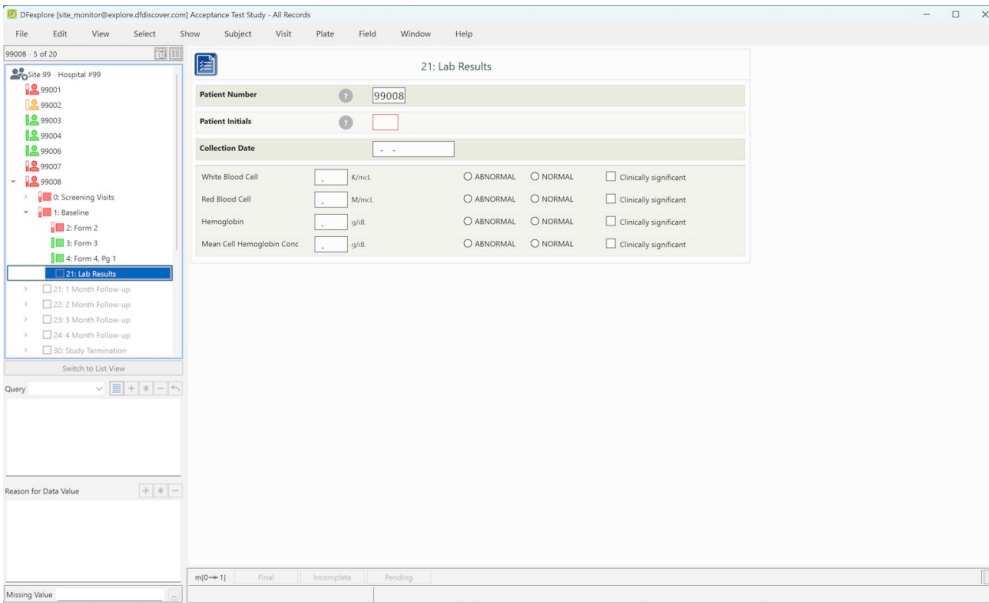 DFexplore [site_monitor@explore.dfdiscover.com] Acceptance Test Study - All Records
File Edit View Select Show Subject Visit Plate Field Window Help
99008 - 5 of 20
Site 99 - Hospital #99
99001
99002
99003
99004
99006
99007
99008
0: Screening Visits
1: Baseline
2: Form 2
3: Form 3
4: Form 4, Pg 1
21: Lab Results
21: 1 Month Follow-up
22: 2 Month Follow-up
23: 3 Month Follow-up
24: 4 Month Follow-up
30: Study Termination
Switch to List View
Query
Reason for Data Value
Missing Value
21: Lab Results
Patient Number ? 99008
Patient Initials ?
Collection Date - -
White Blood Cell . K/mcl. ABNORMAL NORMAL Clinically significant
Red Blood Cell . M/mcl. ABNORMAL NORMAL Clinically significant
Hemoglobin . g/dl. ABNORMAL NORMAL Clinically significant
Mean Cell Hemoglobin Conc . g/dl. ABNORMAL NORMAL Clinically significant
m[0→1] Final Incomplete Pending